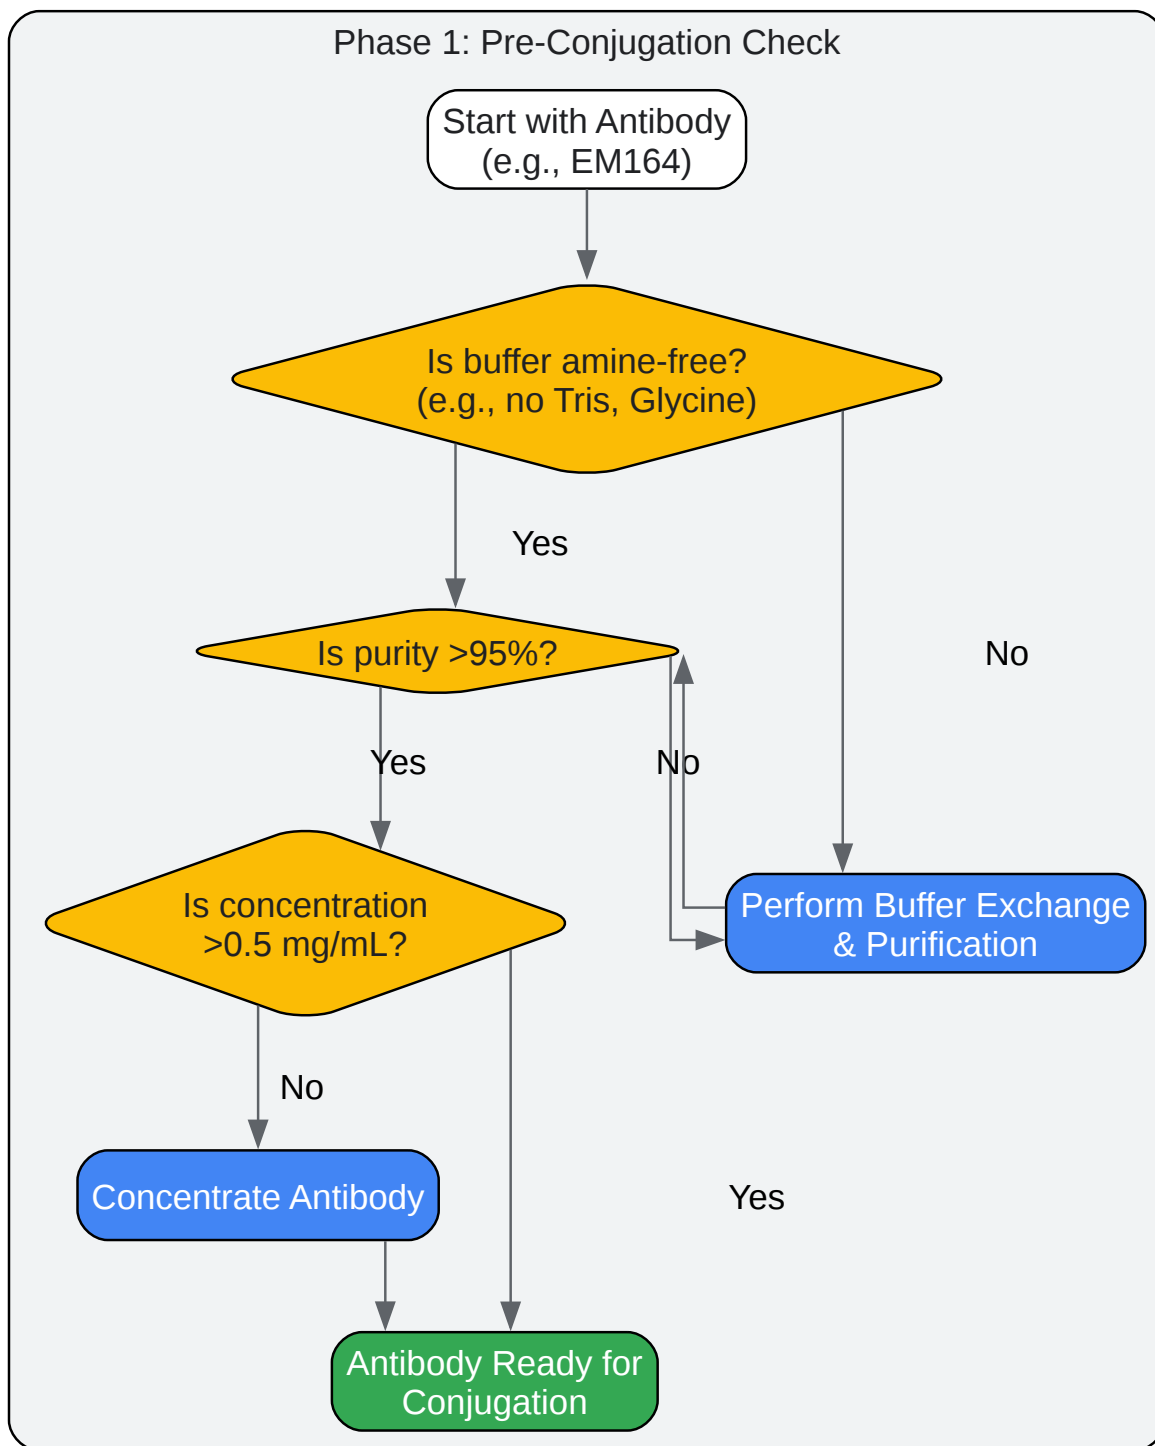 Phase 1: Pre-Conjugation Check
Start with Antibody
(e.g., EM164)
Is buffer amine-free?
(e.g., no Tris, Glycine)
Yes
Is purity >95%?
No
Yes
No
Is concentration
>0.5 mg/mL?
Perform Buffer Exchange
& Purification
No
Concentrate Antibody
Yes
Antibody Ready for
Conjugation